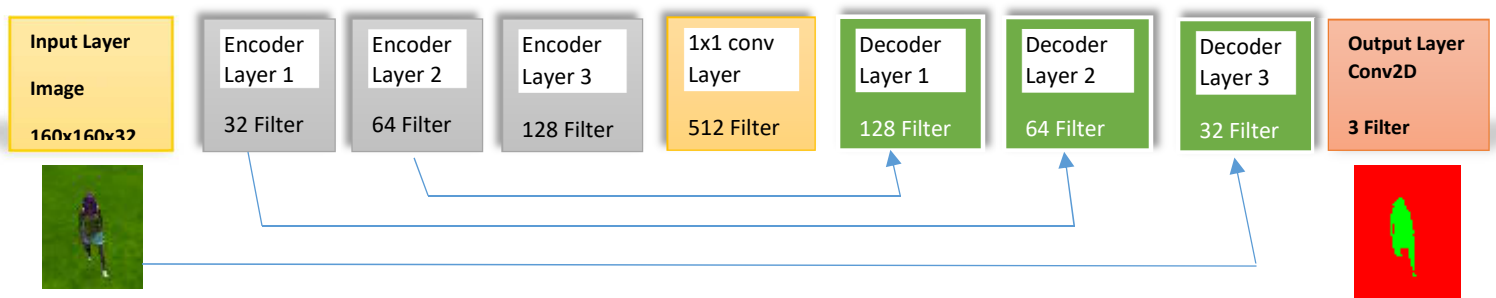 Input Layer
Image
160x160x32
Encoder
Layer 1
32 Filter
Encoder
Layer 2
64 Filter
Encoder
Layer 3
128 Filter
1x1 conv
Layer
512 Filter
Decoder
Layer 1
128 Filter
Decoder
Layer 2
64 Filter
Decoder
Layer 3
32 Filter
Output Layer
Conv2D
3 Filter